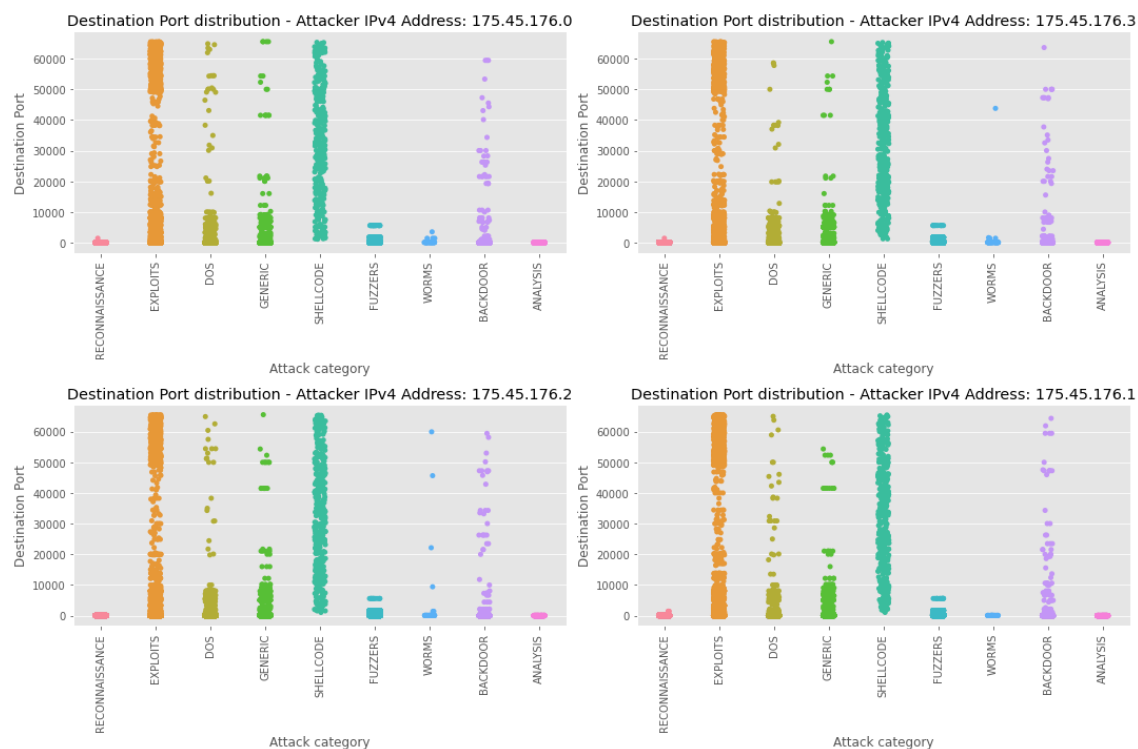 Destination Port distribution - Attacker IPv4 Address: 175.45.176.0
Destination Port
60000
50000
40000
30000
20000
10000
0
RECONNAISSANCE
EXPLOITS
DOS
GENERIC
SHELLCODE
FUZZERS
WORMS
BACKDOOR
ANALYSIS
Attack category
Destination Port distribution - Attacker IPv4 Address: 175.45.176.3
Destination Port
60000
50000
40000
30000
20000
10000
0
RECONNAISSANCE
EXPLOITS
DOS
GENERIC
SHELLCODE
FUZZERS
WORMS
BACKDOOR
ANALYSIS
Attack category
Destination Port distribution - Attacker IPv4 Address: 175.45.176.2
Destination Port
60000
50000
40000
30000
20000
10000
0
RECONNAISSANCE
EXPLOITS
DOS
GENERIC
SHELLCODE
FUZZERS
WORMS
BACKDOOR
ANALYSIS
Attack category
Destination Port distribution - Attacker IPv4 Address: 175.45.176.1
Destination Port
60000
50000
40000
30000
20000
10000
0
RECONNAISSANCE
EXPLOITS
DOS
GENERIC
SHELLCODE
FUZZERS
WORMS
BACKDOOR
ANALYSIS
Attack category